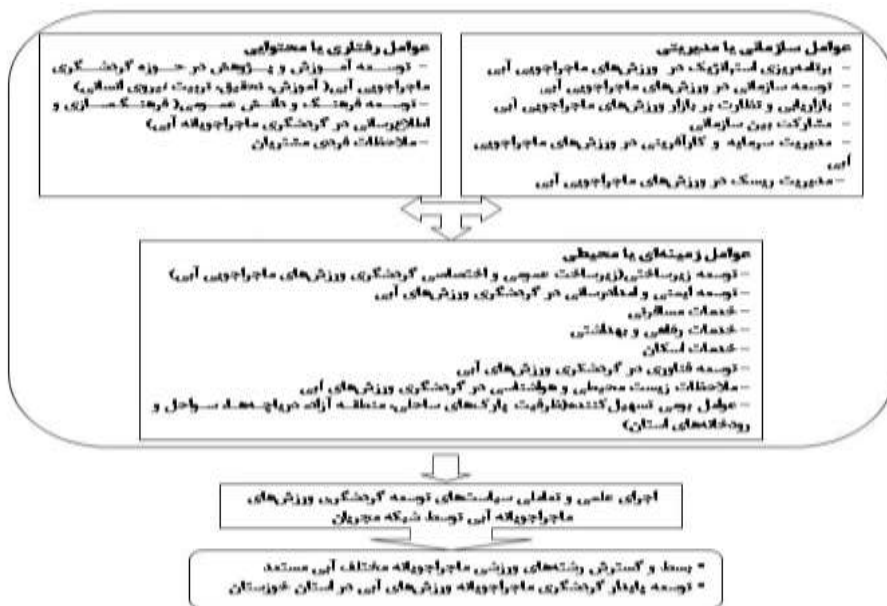 عوامل سازمانی یا مدیریتی
– برنامه‌ریزی استراتژیک در ورزش‌های ماجراجویی آبی
– توسعه سازمانی در ورزش‌های ماجراجویی آبی
– بازاریابی و نظارت بر بازار ورزش‌های ماجراجویی آبی
– مشارکت بین سازمانی
– مدیریت سرمایه و کارآفرینی در ورزش‌های ماجراجویی
آبی
– مدیریت ریسک در ورزش‌های ماجراجویی آبی
عوامل رفتاری یا محتوایی
– توسعه آموزش و پژوهش در حوزه گردشگری
ماجراجویی آبی( آموزش، تحقیق، تربیت نیروی انسانی)
– توسعه فرهنگ و دانش عمومی( فرهنگ‌سازی و
اطلاع‌رسانی در گردشگری ماجراجویانه آبی)
– ملاحظات فردی مشتریان
عوامل زمینه‌ای یا محیطی
– توسعه زیرساختی(زیرساخت عمومی و اختصاصی گردشگری ورزش‌های ماجراجویی آبی)
– توسعه ایمنی و امدادرسانی در گردشگری ورزش‌های آبی
– خدمات مسافرتی
– خدمات رفاهی و بهداشتی
– خدمات اسکان
– توسعه فناوری در گردشگری ورزش‌های آبی
– ملاحظات زیست محیطی و هواشناسی در گردشگری ورزش‌های آبی
– عوامل بومی تسهیل‌کننده(ظرفیت پارک‌های ساحلی، منطقه آزاد، دریاچه‌ها، سواحل و
رودخانه‌های استان)
اجرای علمی و تعاملی سیاست‌های توسعه گردشگری ورزش‌های
ماجراجویانه آبی توسط شبکه مجریان
▪ بسط و گسترش رشته‌های ورزشی ماجراجویانه مختلف آبی مستعد
▪ توسعه پایدار گردشگری ماجراجویانه ورزش‌های آبی در استان خوزستان